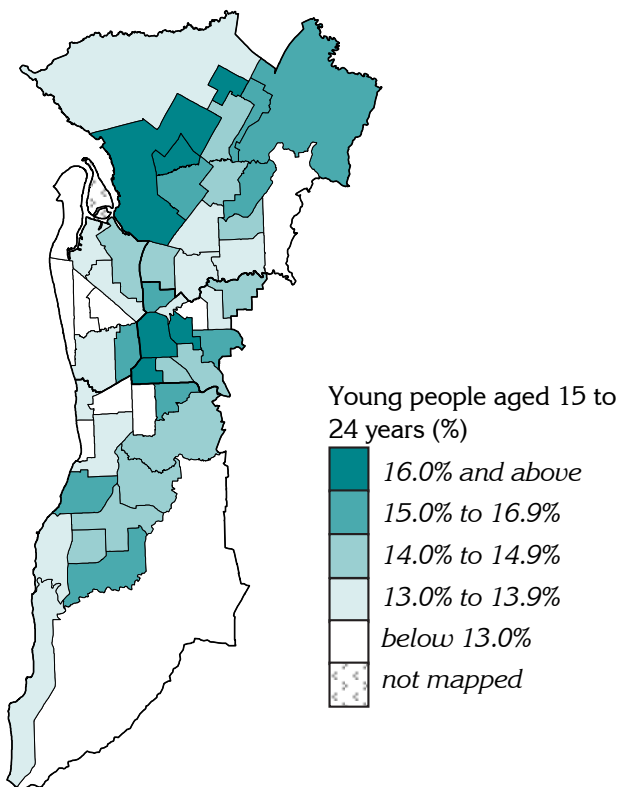 Young people aged 15 to
24 years (%)
16.0% and above
15.0% to 16.9%
14.0% to 14.9%
13.0% to 13.9%
below 13.0%
not mapped